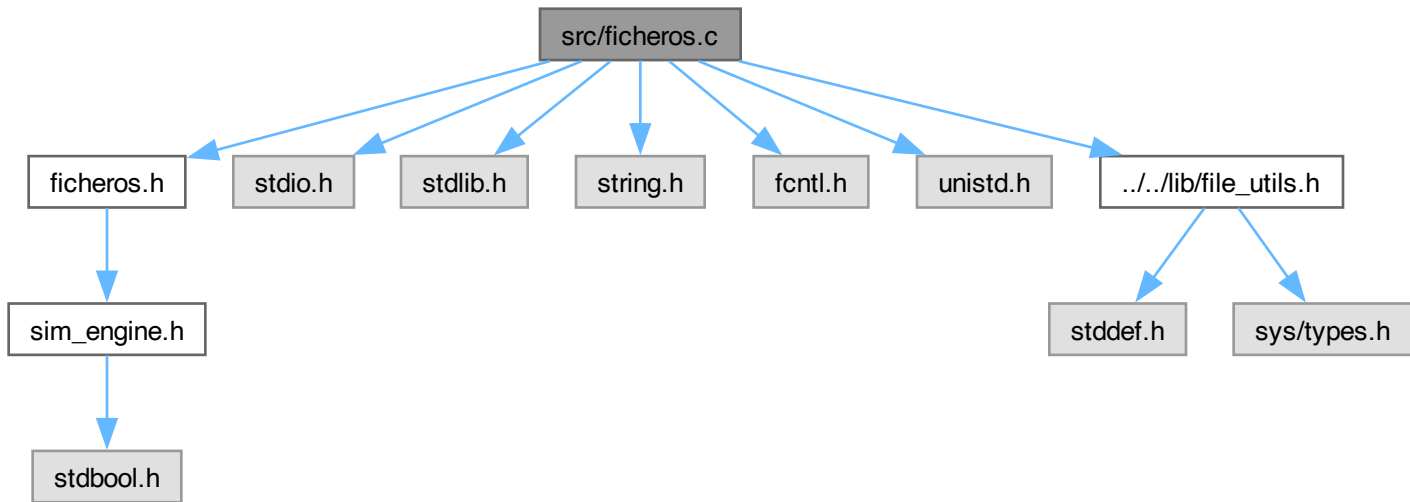 src/ficheros.c
ficheros.h
stdio.h
stdlib.h
string.h
fcntl.h
unistd.h
../../lib/file_utils.h
sim_engine.h
stddef.h
sys/types.h
stdbool.h